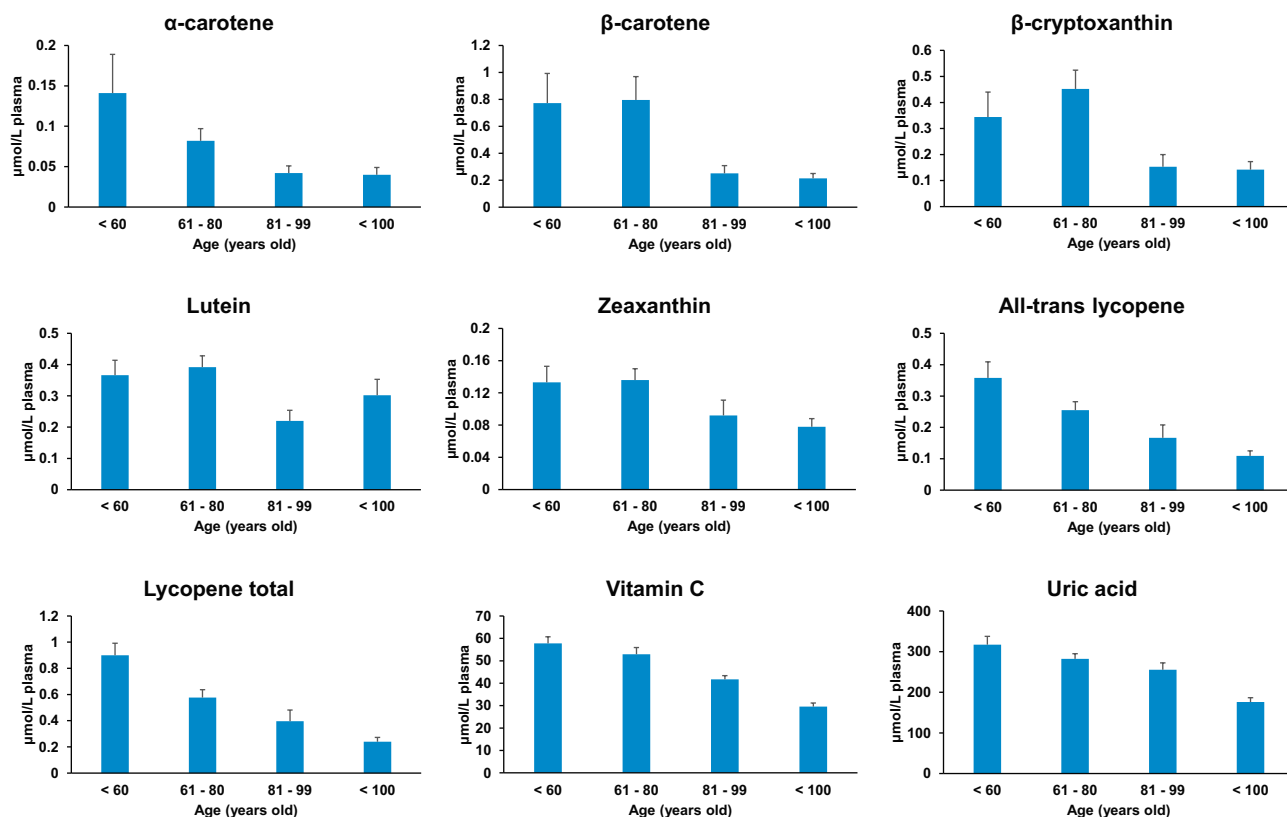 α-carotene
μmol/L plasma
0.2
0.15
0.1
0.05
0
< 60 61 - 80 81 - 99 < 100
Age (years old)
β-carotene
μmol/L plasma
1.2
1
0.8
0.6
0.4
0.2
0
< 60 61 - 80 81 - 99 < 100
Age (years old)
β-cryptoxanthin
μmol/L plasma
0.6
0.5
0.4
0.3
0.2
0.1
0
< 60 61 - 80 81 - 99 < 100
Age (years old)
Lutein
μmol/L plasma
0.5
0.4
0.3
0.2
0.1
0
< 60 61 - 80 81 - 99 < 100
Age (years old)
Zeaxanthin
μmol/L plasma
0.2
0.16
0.12
0.08
0.04
0
< 60 61 - 80 81 - 99 < 100
Age (years old)
All-trans lycopene
μmol/L plasma
0.5
0.4
0.3
0.2
0.1
0
< 60 61 - 80 81 - 99 < 100
Age (years old)
Lycopene total
μmol/L plasma
1.2
1
0.8
0.6
0.4
0.2
0
< 60 61 - 80 81 - 99 < 100
Age (years old)
Vitamin C
μmol/L plasma
70
60
50
40
30
20
10
0
< 60 61 - 80 81 - 99 < 100
Age (years old)
Uric acid
μmol/L plasma
400
300
200
100
0
< 60 61 - 80 81 - 99 < 100
Age (years old)